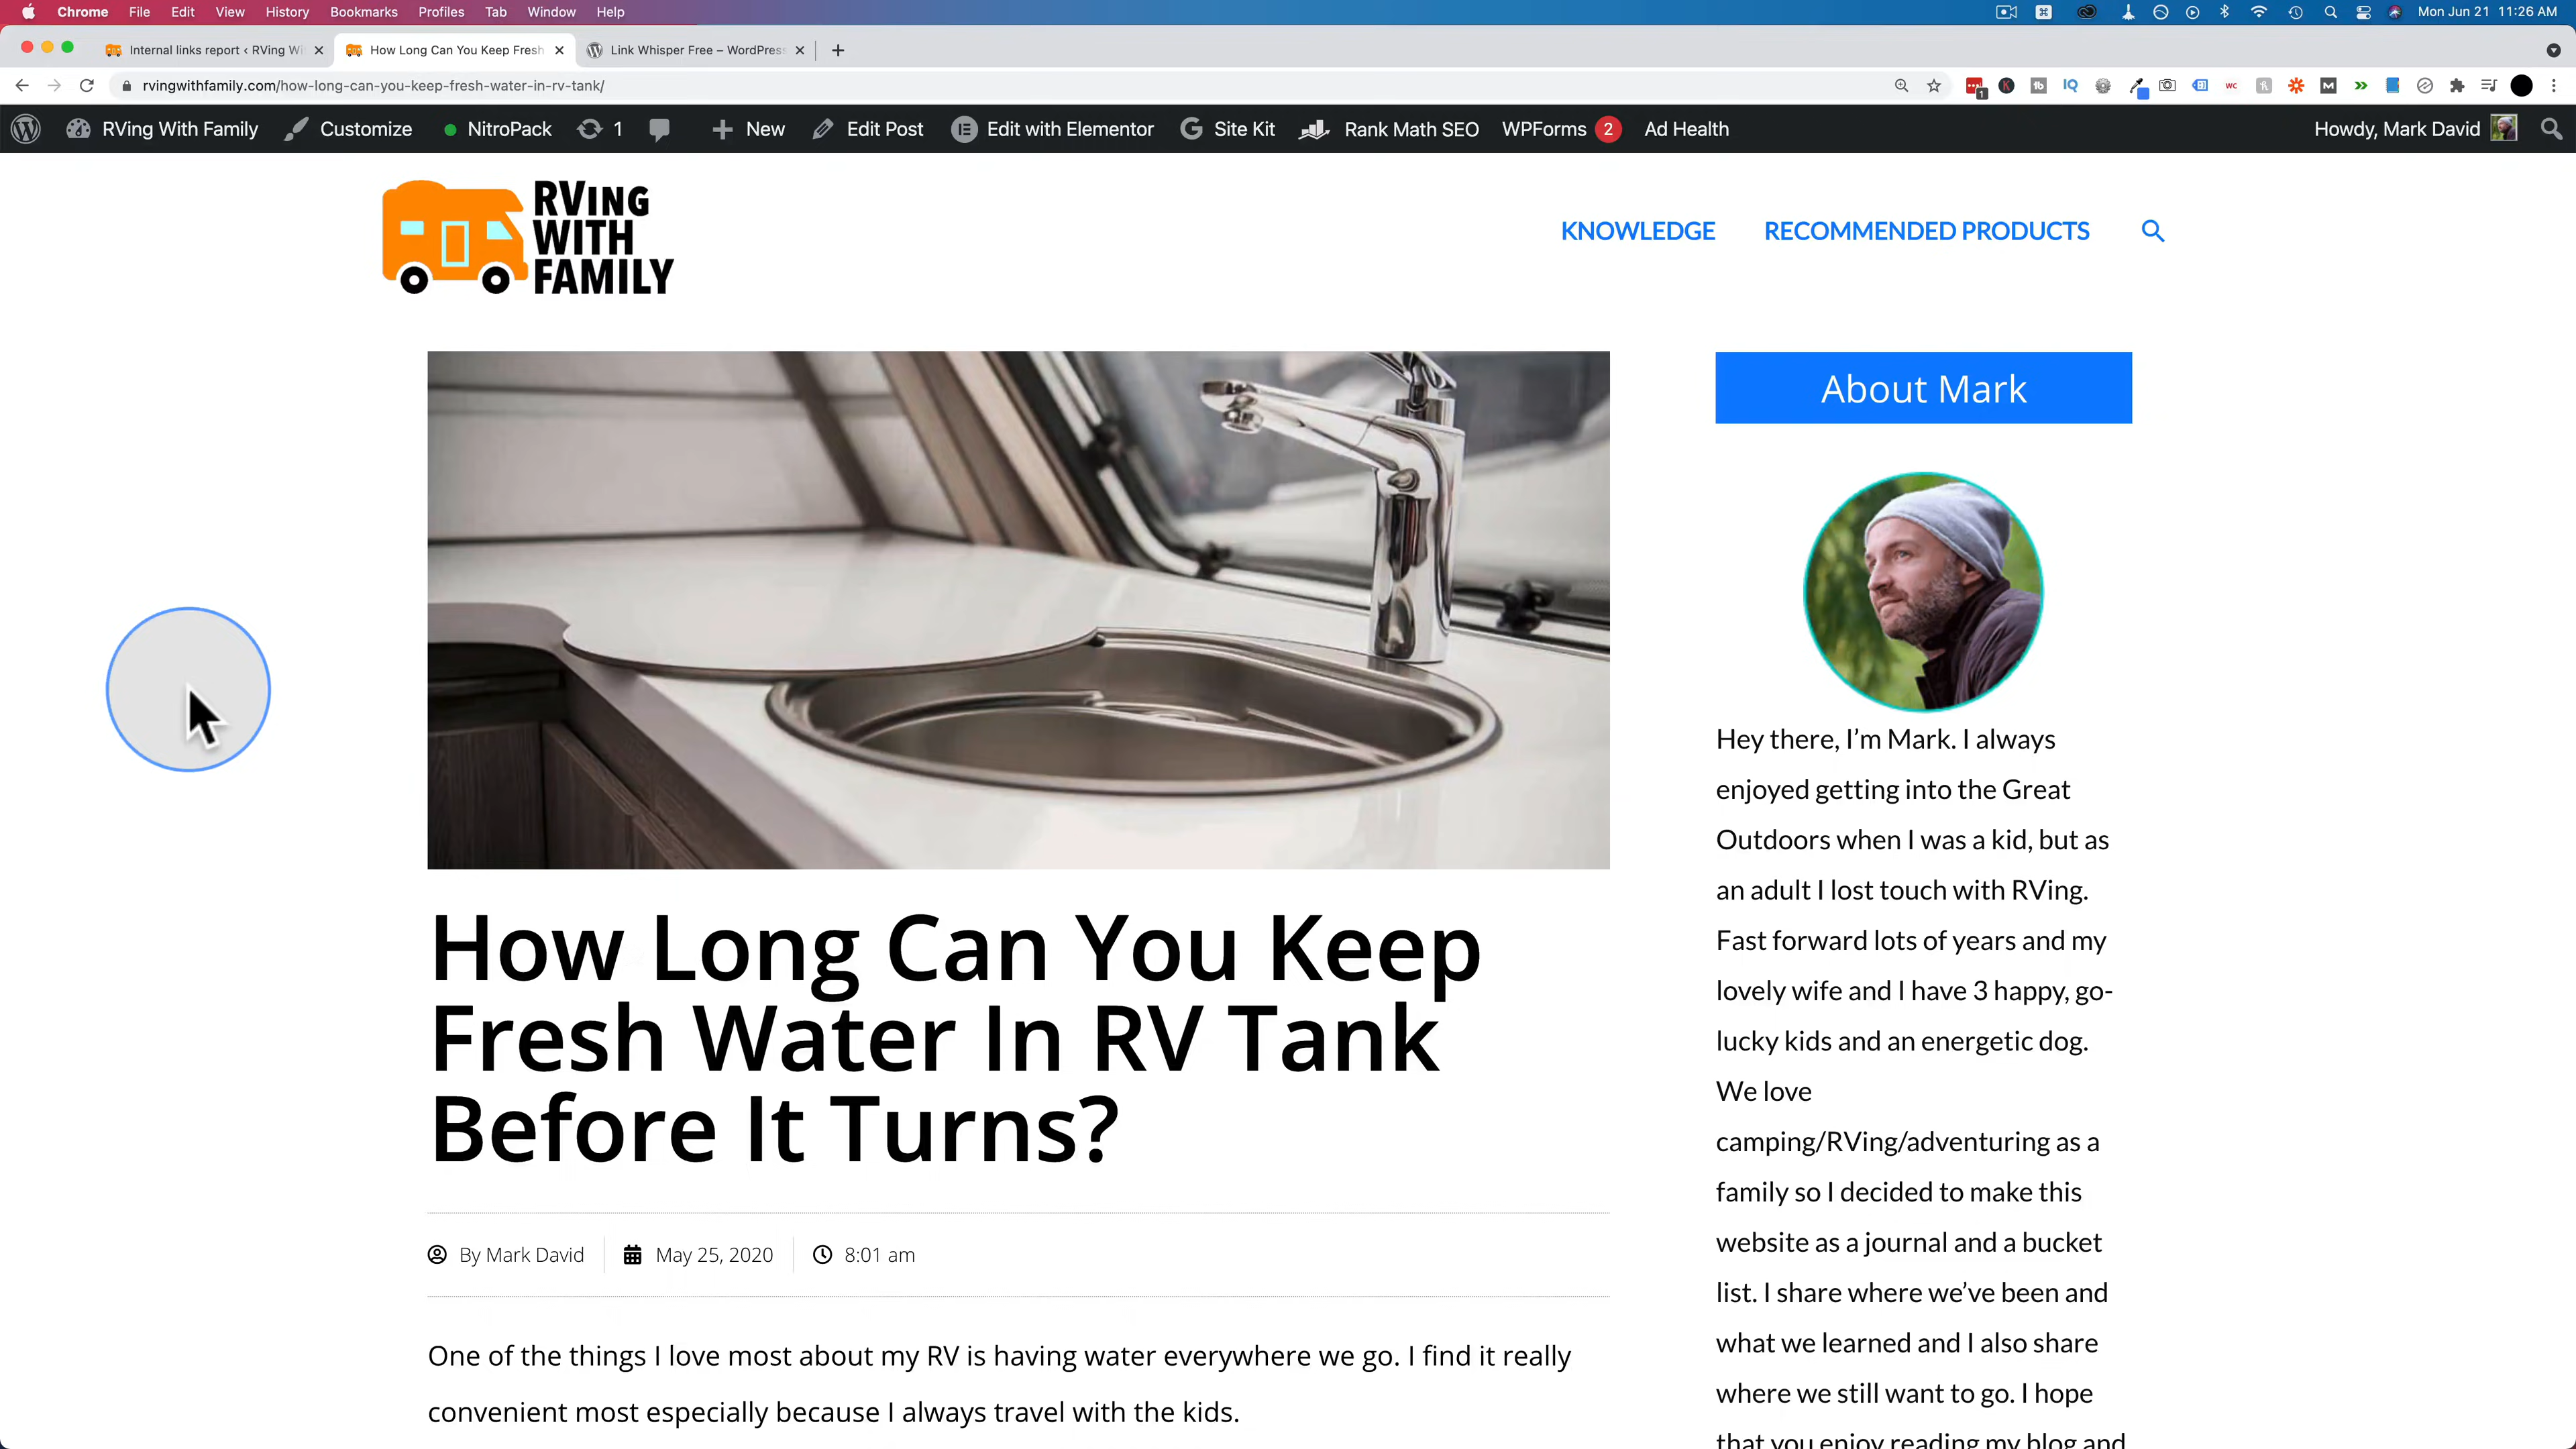 Chrome File Edit View History Bookmarks Profiles Tab Window Help Mon Jun 21 11:26 AM
Internal links report ‹ RVing Wi
How Long Can You Keep Fresh
Link Whisper Free – WordPress
rvingwithfamily.com/how-long-can-you-keep-fresh-water-in-rv-tank/
RVing With Family Customize NitroPack 1 New Edit Post Edit with Elementor Site Kit Rank Math SEO WPForms 2 Ad Health Howdy, Mark David
RVING
WITH
FAMILY
KNOWLEDGE RECOMMENDED PRODUCTS
How Long Can You Keep
Fresh Water In RV Tank
Before It Turns?
By Mark David May 25, 2020 8:01 am
One of the things I love most about my RV is having water everywhere we go. I find it really
convenient most especially because I always travel with the kids.
About Mark
Hey there, I'm Mark. I always
enjoyed getting into the Great
Outdoors when I was a kid, but as
an adult I lost touch with RVing.
Fast forward lots of years and my
lovely wife and I have 3 happy, go-
lucky kids and an energetic dog.
We love
camping/RVing/adventuring as a
family so I decided to make this
website as a journal and a bucket
list. I share where we've been and
what we learned and I also share
where we still want to go. I hope
that you enjoy reading my blog and